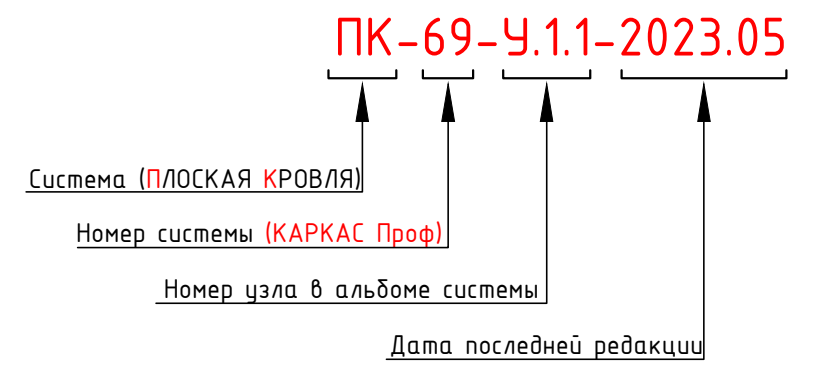 ПК-69-У.1.1-2023.05
Система (ПЛОСКАЯ КРОВЛЯ)
Номер системы (КАРКАС Проф)
Номер узла в альбоме системы
Дата последней редакции